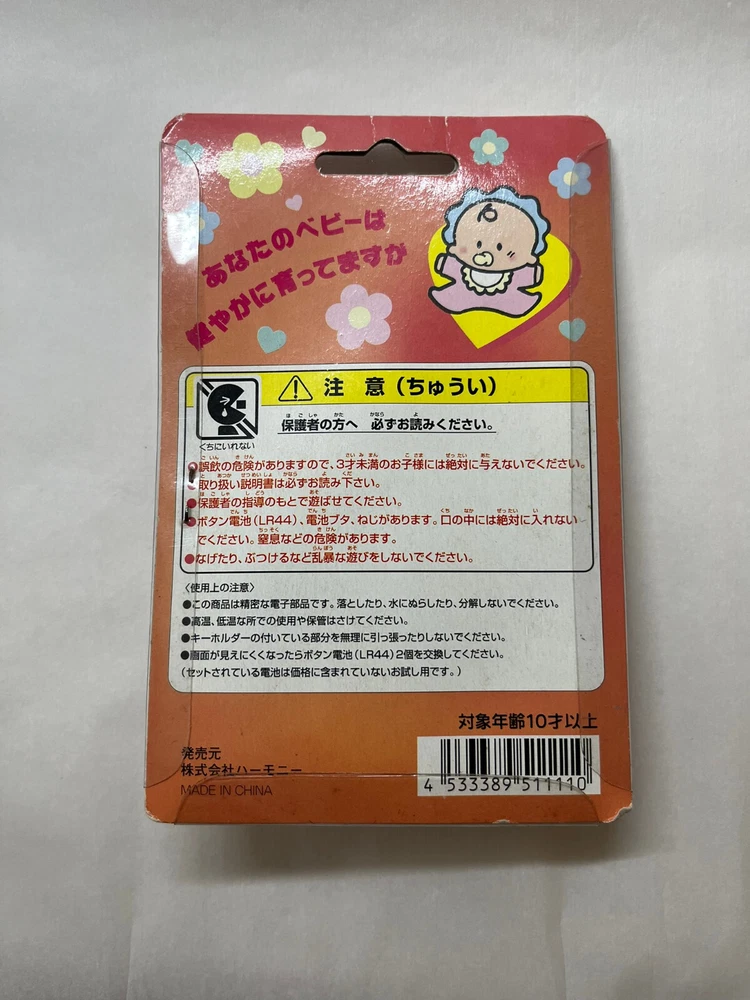 あなたのベビーは
健やかに育ってますか
注 意（ちゅうい）
くちにいれない
保護者の方へ 必ずお読みください。
●誤飲の危険がありますので、3才未満のお子様には絶対に与えないでください。
●取り扱い説明書は必ずお読み下さい。
●保護者の指導のもとで遊ばせてください。
●ボタン電池（LR44）、電池ブタ、ねじがあります。口の中には絶対に入れない
でください。窒息などの危険があります。
●なげたり、ぶつけるなど乱暴な遊びをしないでください。
〈使用上の注意〉
●この商品は精密な電子部品です。落としたり、水にぬらしたり、分解しないでください。
●高温、低温な所での使用や保管はさけてください。
●キーホルダーの付いている部分を無理に引っ張ったりしないでください。
●画面が見えにくくなったらボタン電池（LR44）2個を交換してください。
（セットされている電池は価格に含まれていないお試し用です。）
対象年齢10才以上
発売元
株式会社ハーモニー
MADE IN CHINA
4 533389 511110